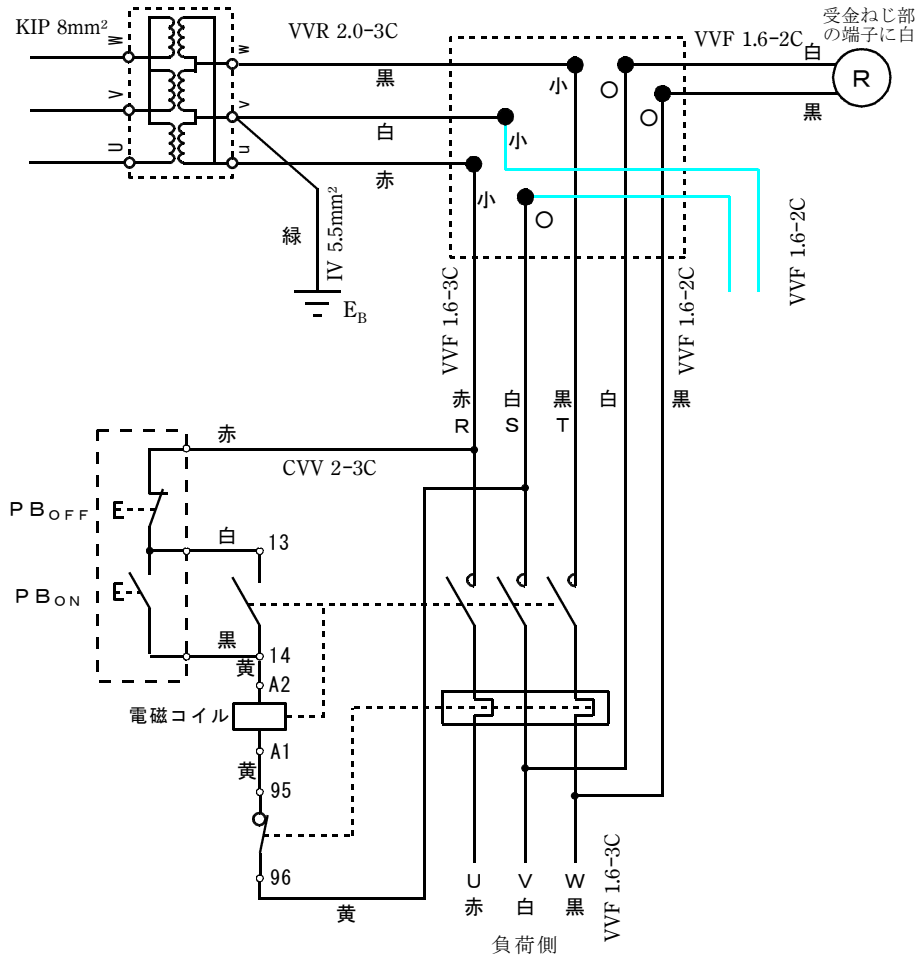 KIP 8mm²
VVR 2.0-3C
VVF 1.6-2C
受金ねじ部
の端子に白
W
w
黒
小
白
R
V
v
白
小
黒
U
u
赤
小
緑
IV 5.5mm²
E_B
VVF 1.6-3C
VVF 1.6-2C
VVF 1.6-2C
赤
白
黒
白
黒
R
S
T
赤
CVV 2-3C
PB_OFF
白
13
PB_ON
黒
14
黄
A2
電磁コイル
A1
黄
95
96
黄
U
V
W
赤
白
黒
VVF 1.6-3C
負荷側